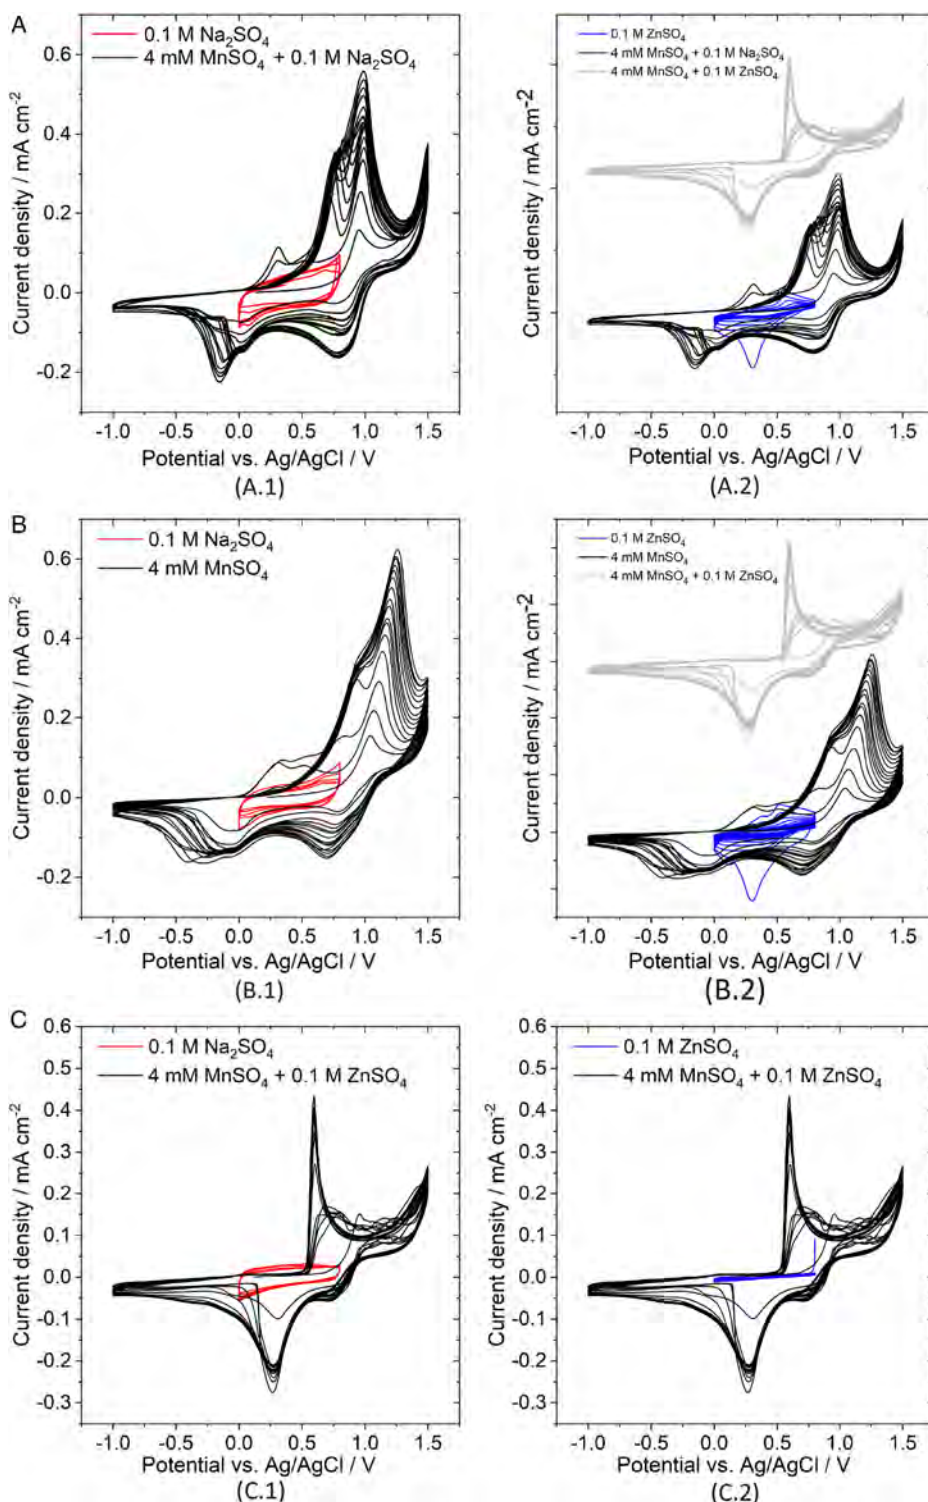 A
0.1 M Na₂SO₄
4 mM MnSO₄ + 0.1 M Na₂SO₄
Current density / mA cm⁻²
0.6
0.4
0.2
0.0
-0.2
-1.0 -0.5 0.0 0.5 1.0 1.5
Potential vs. Ag/AgCl / V
(A.1)
0.1 M ZnSO₄
4 mM MnSO₄ + 0.1 M Na₂SO₄
4 mM MnSO₄ + 0.1 M ZnSO₄
Current density / mA cm-2
-1.0 -0.5 0.0 0.5 1.0 1.5
Potential vs. Ag/AgCl / V
(A.2)
B
0.1 M Na₂SO₄
4 mM MnSO₄
Current density / mA cm⁻²
0.6
0.4
0.2
0.0
-0.2
-1.0 -0.5 0.0 0.5 1.0 1.5
Potential vs. Ag/AgCl / V
(B.1)
0.1 M ZnSO₄
4 mM MnSO₄
4 mM MnSO₄ + 0.1 M ZnSO₄
Current density / mA cm-2
-1.0 -0.5 0.0 0.5 1.0 1.5
Potential vs. Ag/AgCl / V
(B.2)
C
0.1 M Na₂SO₄
4 mM MnSO₄ + 0.1 M ZnSO₄
Current density / mA cm⁻²
0.6
0.5
0.4
0.3
0.2
0.1
0.0
-0.1
-0.2
-0.3
-1.0 -0.5 0.0 0.5 1.0 1.5
Potential vs. Ag/AgCl / V
(C.1)
0.1 M ZnSO₄
4 mM MnSO₄ + 0.1 M ZnSO₄
Current density / mA cm⁻²
0.6
0.5
0.4
0.3
0.2
0.1
0.0
-0.1
-0.2
-0.3
-1.0 -0.5 0.0 0.5 1.0 1.5
Potential vs. Ag/AgCl / V
(C.2)